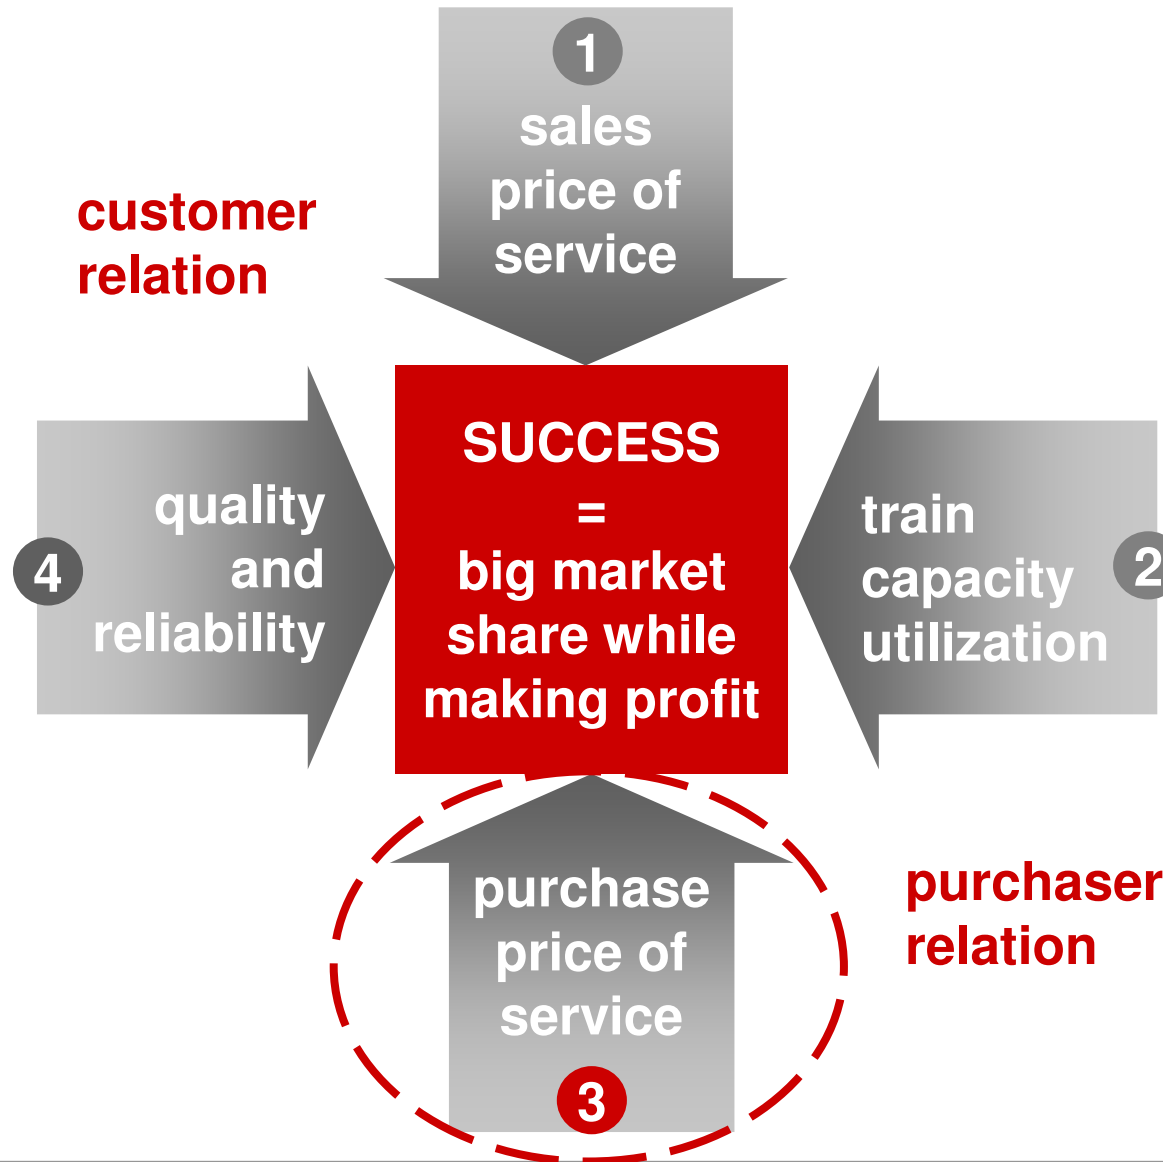 1
sales
price of
service
customer
relation
SUCCESS
=
big market
share while
making profit
4
quality
and
reliability
train
capacity
utilization
2
purchase
price of
service
3
purchaser
relation